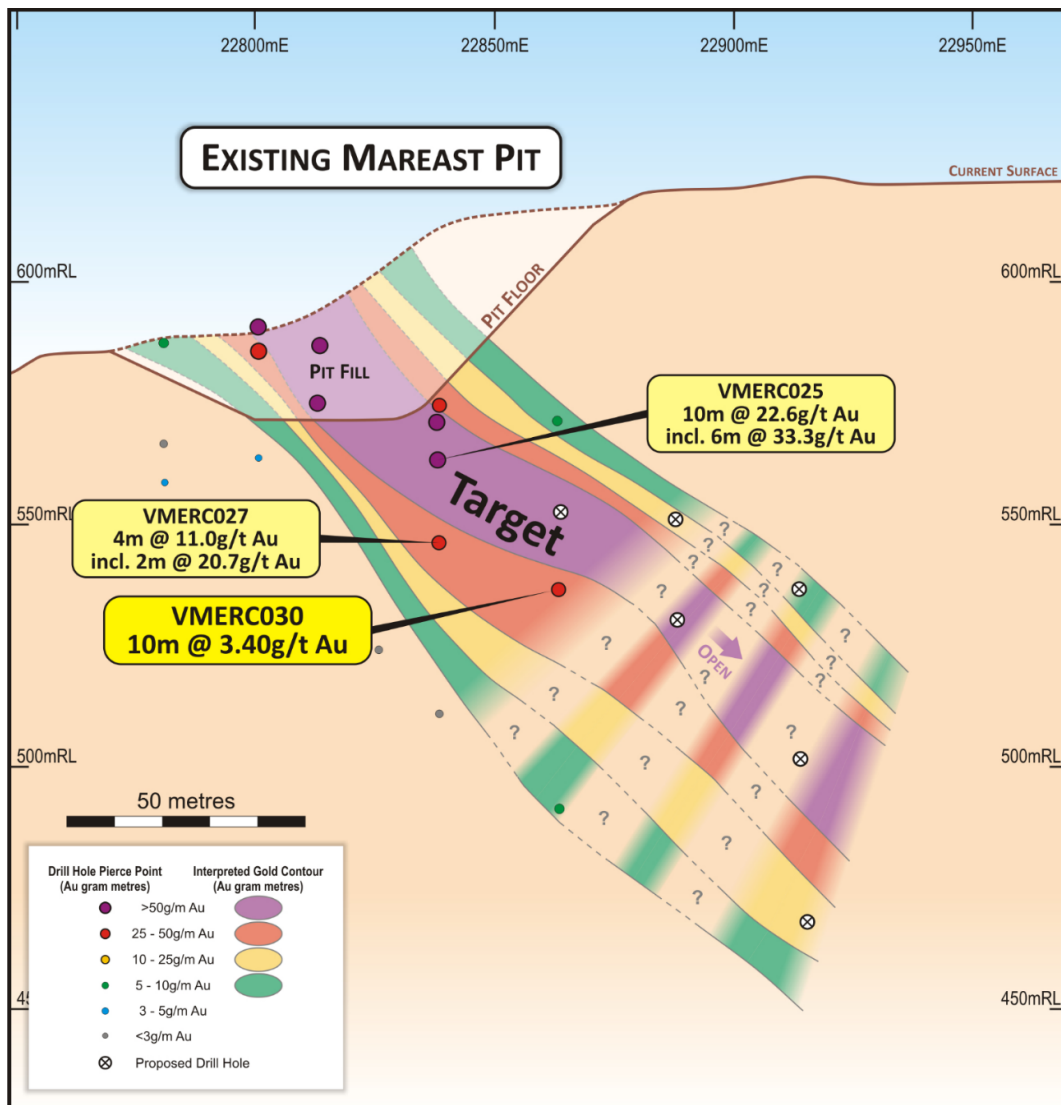 22800mE
22850mE
22900mE
22950mE
EXISTING MAREAST PIT
CURRENT SURFACE
600mRL
600mRL
PIT FLOOR
PIT FILL
VMERC025
10m @ 22.6g/t Au
incl. 6m @ 33.3g/t Au
Target
550mRL
550mRL
VMERC027
4m @ 11.0g/t Au
incl. 2m @ 20.7g/t Au
VMERC030
10m @ 3.40g/t Au
? ? ? ? ? ? ? ? ? ?
OPEN
? ? ? ? ? ? ? ? ? ? ?
500mRL
500mRL
50 metres
Drill Hole Pierce Point
(Au gram metres)
Interpreted Gold Contour
(Au gram metres)
>50g/m Au
25 - 50g/m Au
10 - 25g/m Au
5 - 10g/m Au
3 - 5g/m Au
<3g/m Au
Proposed Drill Hole
450mRL